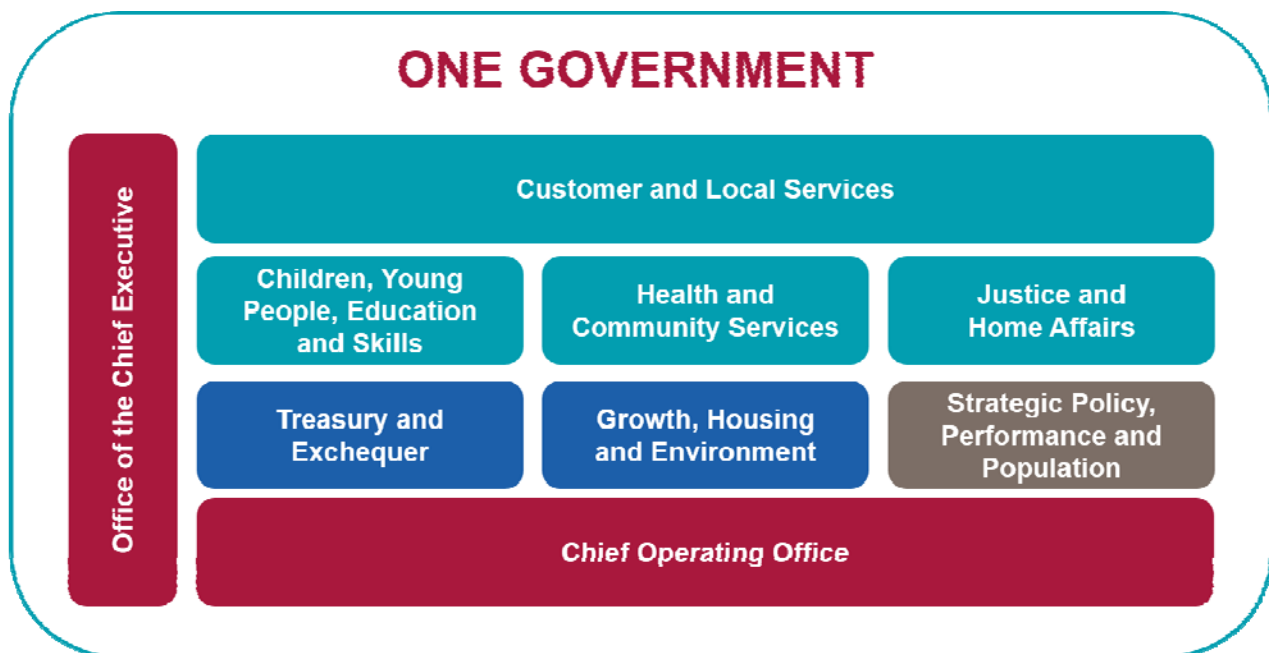 ONE GOVERNMENT
Office of the Chief Executive
Customer and Local Services
Children, Young
People, Education
and Skills
Health and
Community Services
Justice and
Home Affairs
Treasury and
Exchequer
Growth, Housing
and Environment
Strategic Policy,
Performance and
Population
Chief Operating Office